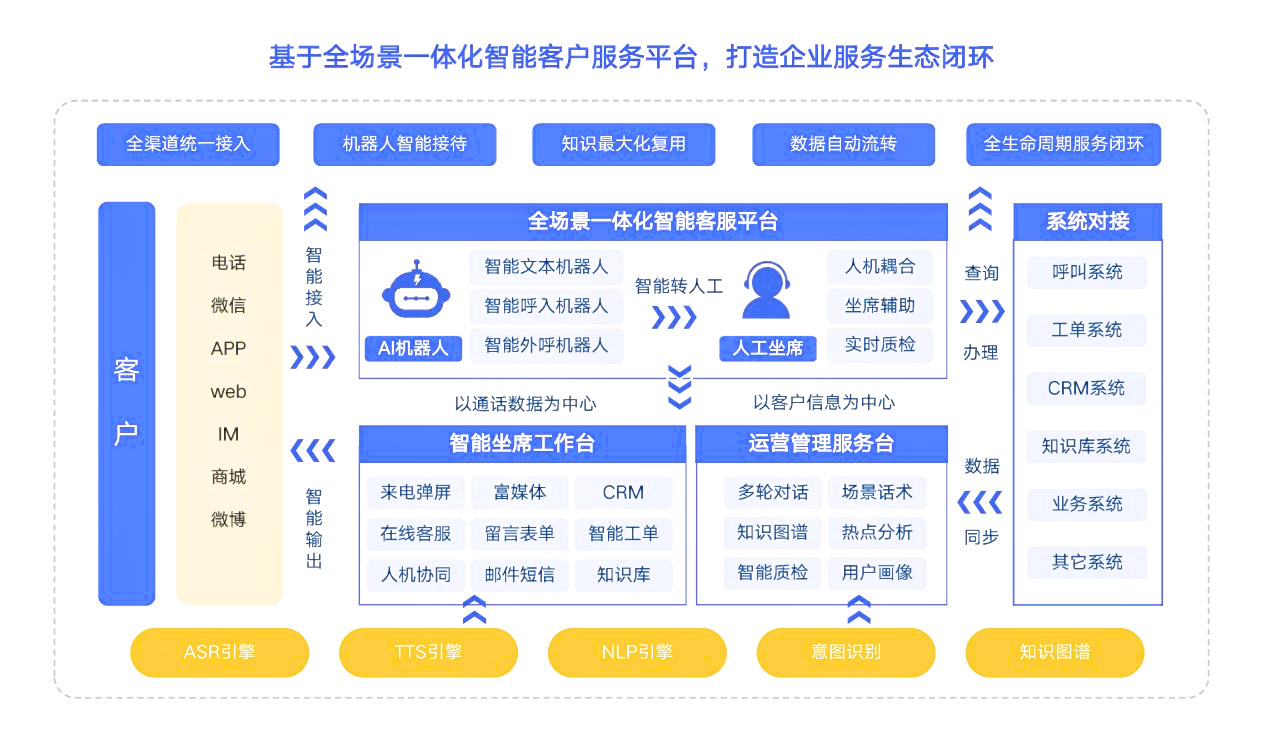 基于全场景一体化智能客户服务平台，打造企业服务生态闭环
全渠道统一接入
机器人智能接待
知识最大化复用
数据自动流转
全生命周期服务闭环
客户
电话
微信
APP
web
IM
商城
微博
智能接入
智能输出
全场景一体化智能客服平台
AI机器人
智能文本机器人
智能呼入机器人
智能外呼机器人
智能转人工
人工坐席
人机耦合
坐席辅助
实时质检
以通话数据为中心
以客户信息为中心
智能坐席工作台
来电弹屏
富媒体
CRM
在线客服
留言表单
智能工单
人机协同
邮件短信
知识库
运营管理服务台
多轮对话
场景话术
知识图谱
热点分析
智能质检
用户画像
查询
办理
数据
同步
系统对接
呼叫系统
工单系统
CRM系统
知识库系统
业务系统
其它系统
ASR引擎
TTS引擎
NLP引擎
意图识别
知识图谱